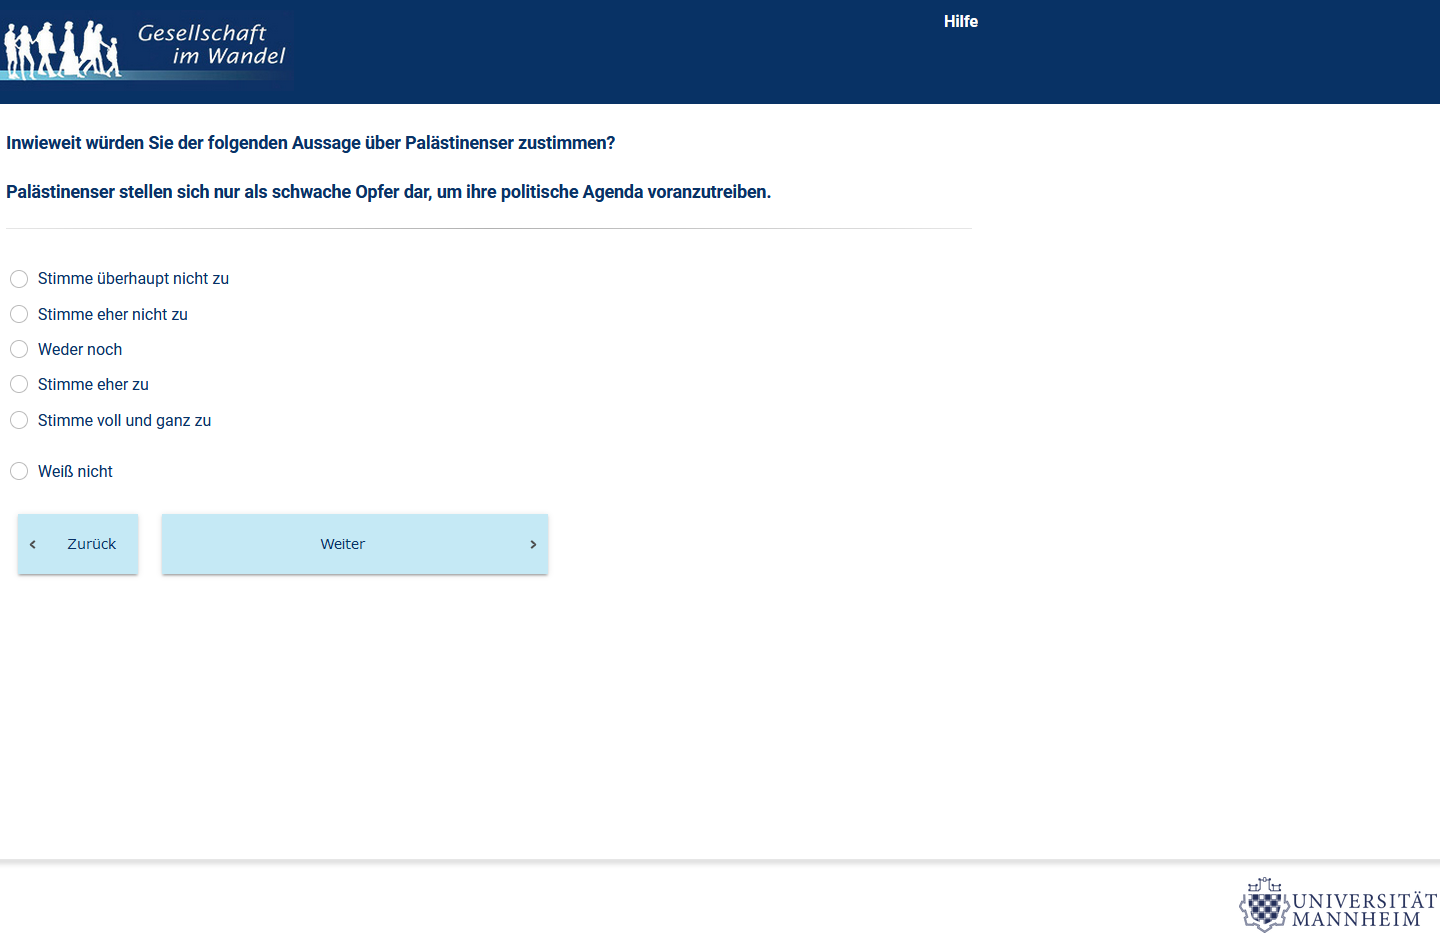 Gesellschaft
im Wandel
Hilfe
Inwieweit würden Sie der folgenden Aussage über Palästinenser zustimmen?
Palästinenser stellen sich nur als schwache Opfer dar, um ihre politische Agenda voranzutreiben.
Stimme überhaupt nicht zu
Stimme eher nicht zu
Weder noch
Stimme eher zu
Stimme voll und ganz zu
Weiß nicht
Zurück
Weiter
UNIVERSITÄT
MANNHEIM